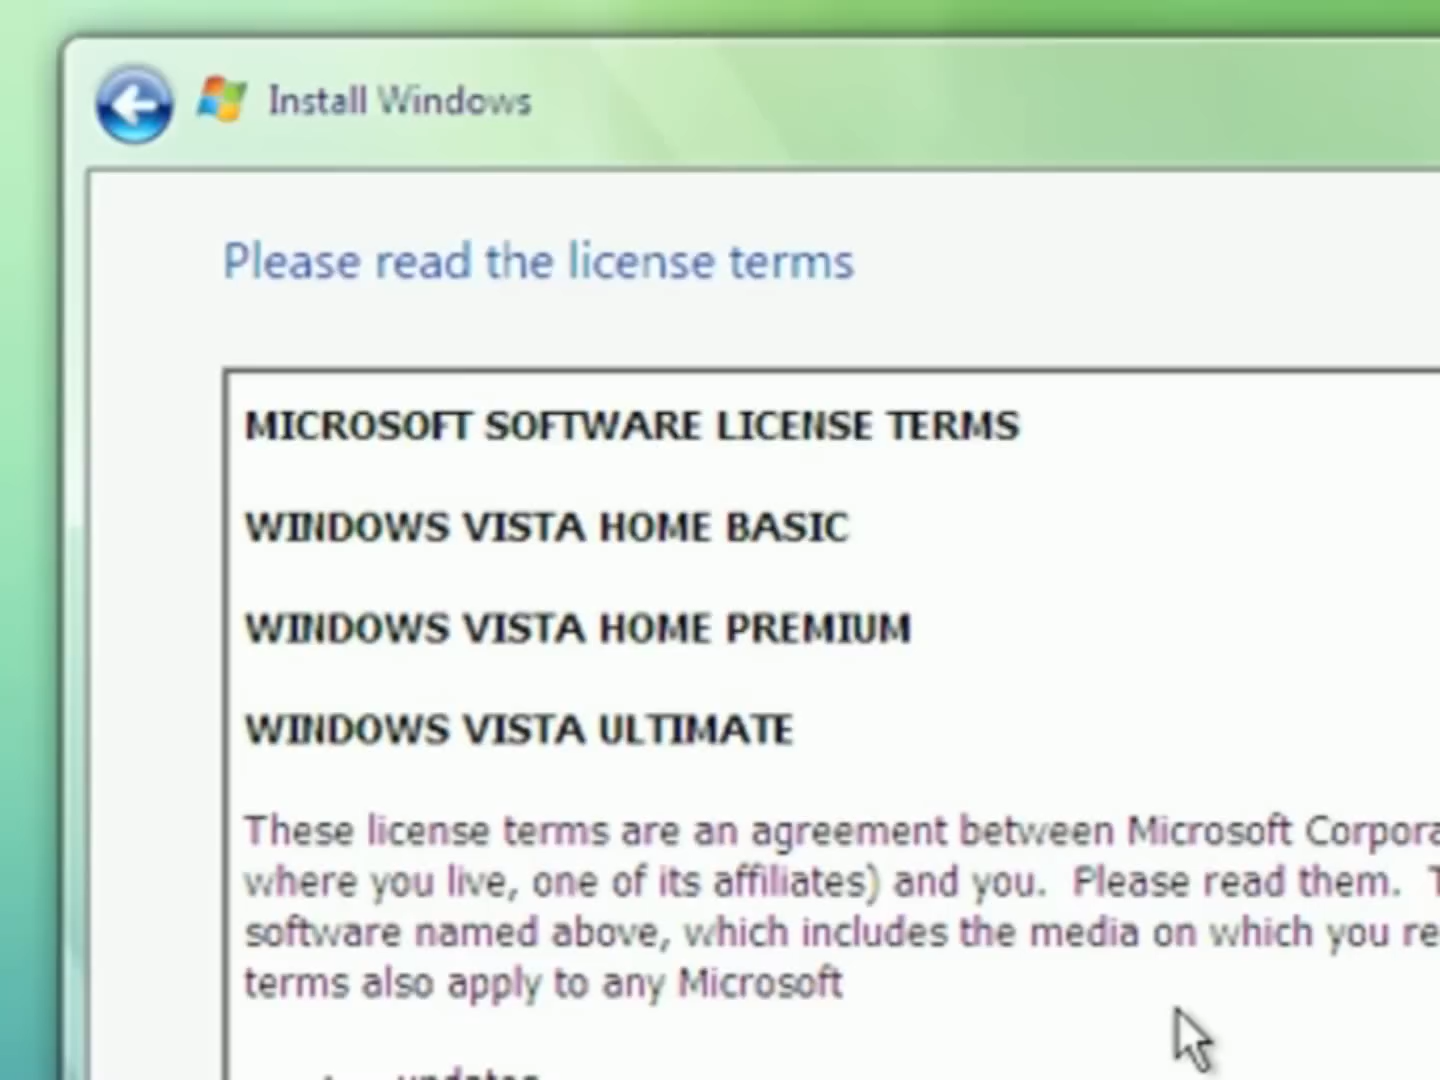 Install Windows
Please read the license terms
MICROSOFT SOFTWARE LICENSE TERMS
WINDOWS VISTA HOME BASIC
WINDOWS VISTA HOME PREMIUM
WINDOWS VISTA ULTIMATE
These license terms are an agreement between Microsoft Corpora
where you live, one of its affiliates) and you. Please read them. T
software named above, which includes the media on which you re
terms also apply to any Microsoft
updates